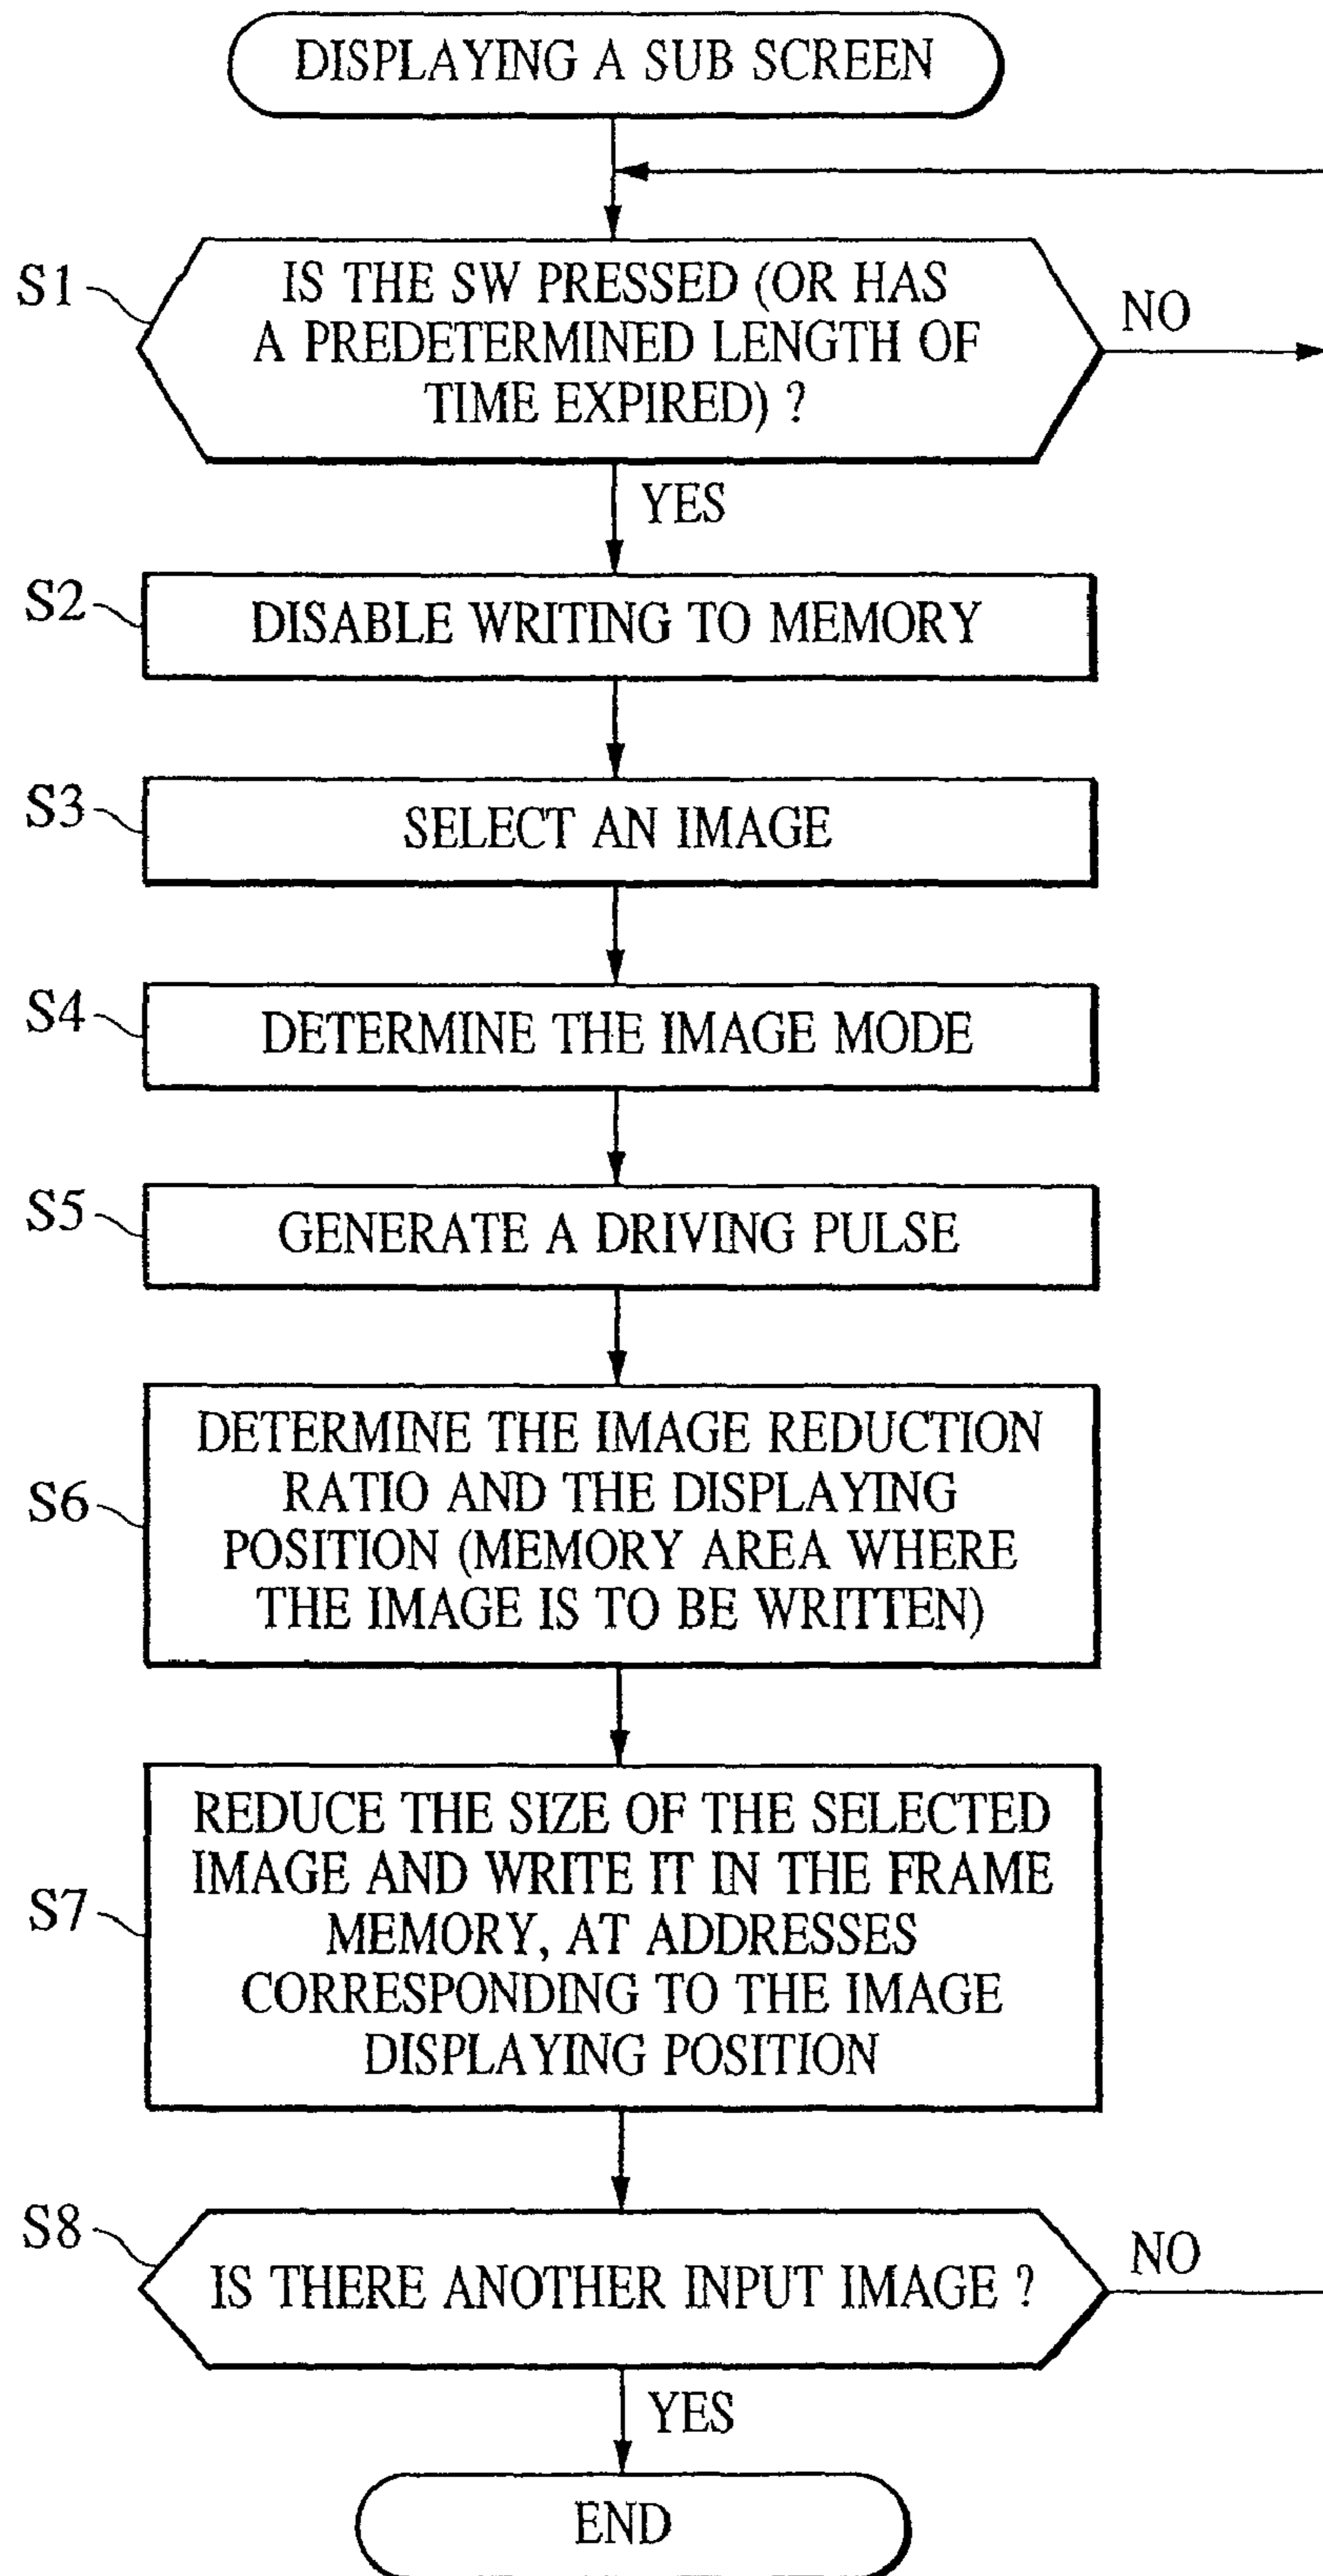 DISPLAYING A SUB SCREEN
S1
IS THE SW PRESSED (OR HAS
A PREDETERMINED LENGTH OF
TIME EXPIRED) ?
NO
YES
S2
DISABLE WRITING TO MEMORY
S3
SELECT AN IMAGE
S4
DETERMINE THE IMAGE MODE
S5
GENERATE A DRIVING PULSE
S6
DETERMINE THE IMAGE REDUCTION
RATIO AND THE DISPLAYING
POSITION (MEMORY AREA WHERE
THE IMAGE IS TO BE WRITTEN)
S7
REDUCE THE SIZE OF THE SELECTED
IMAGE AND WRITE IT IN THE FRAME
MEMORY, AT ADDRESSES
CORRESPONDING TO THE IMAGE
DISPLAYING POSITION
S8
IS THERE ANOTHER INPUT IMAGE ?
NO
YES
END